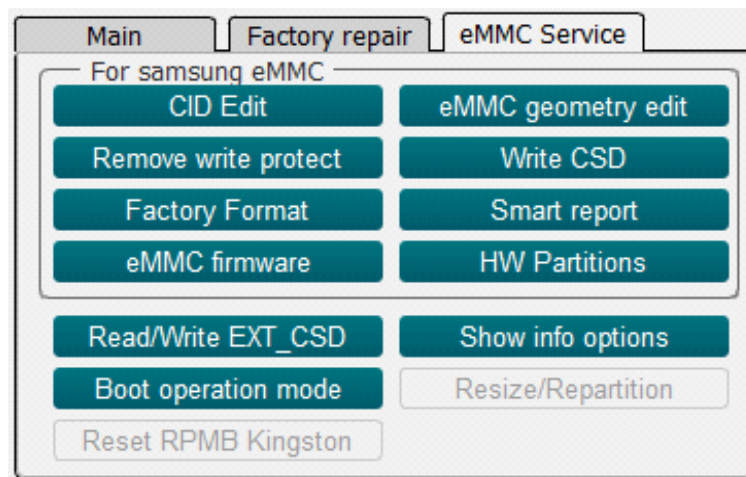 Main Factory repair eMMC Service
For samsung eMMC
CID Edit eMMC geometry edit
Remove write protect Write CSD
Factory Format Smart report
eMMC firmware HW Partitions
Read/Write EXT_CSD Show info options
Boot operation mode Resize/Repartition
Reset RPMB Kingston